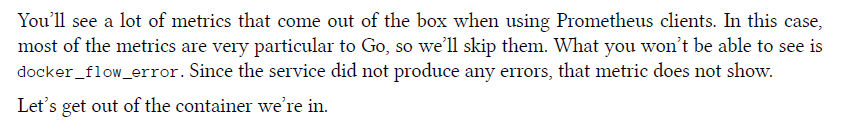 You’ll see a lot of metrics that come out of the box when using Prometheus clients. In this case,
most of the metrics are very particular to Go, so we’ll skip them. What you won’t be able to see is
docker_flow_error. Since the service did not produce any errors, that metric does not show.
Let’s get out of the container we’re in.